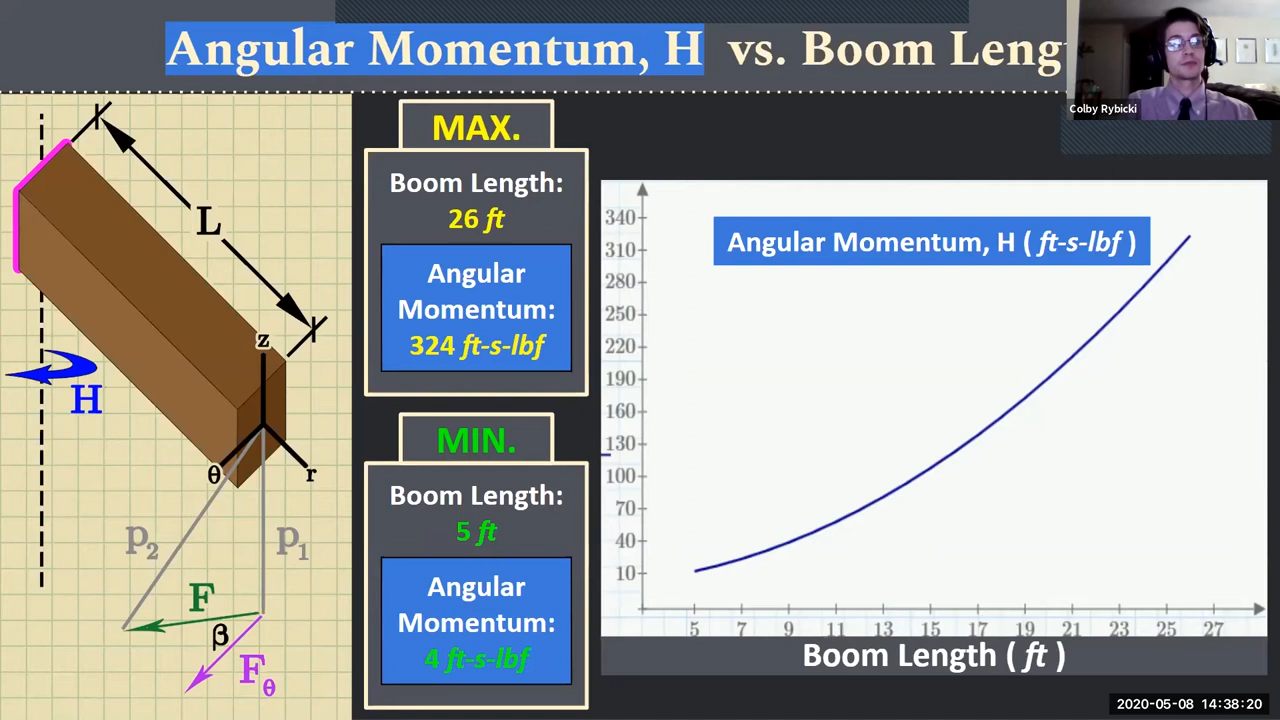 Angular Momentum, H vs. Boom Leng
Colby Rybicki
L
z
H
θ
r
p2
p1
F
β
Fθ
MAX.
Boom Length:
26 ft
Angular
Momentum:
324 ft-s-lbf
MIN.
Boom Length:
5 ft
Angular
Momentum:
4 ft-s-lbf
Angular Momentum, H ( ft-s-lbf )
340
310
280
250
220
190
160
130
100
70
40
10
5 7 9 11 13 15 17 19 21 23 25 27
Boom Length ( ft )
2020-05-08 14:38:20